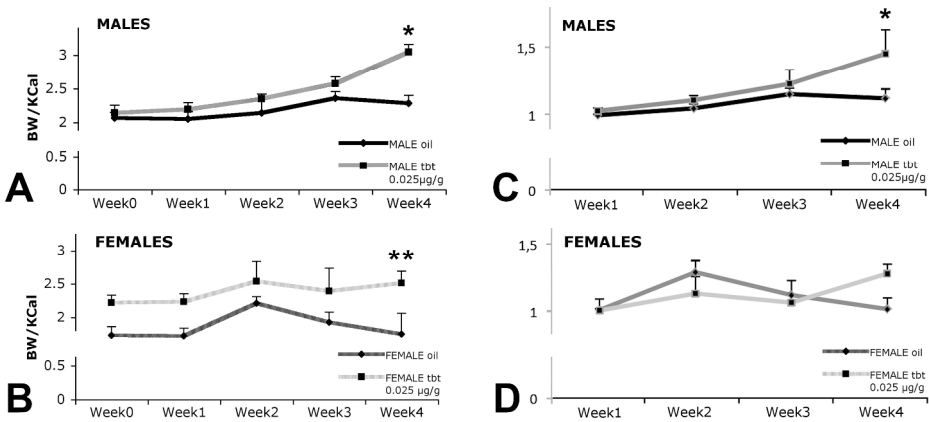 MALES
*
BW/KCal
3
2.5
2
0.5
0
MALE oil
MALE tbt
0.025µg/g
A
Week0 Week1 Week2 Week3 Week4
MALES
*
1,5
1
0
MALE oil
MALE tbt
0.025µg/g
C
Week1 Week2 Week3 Week4
FEMALES
**
BW/KCal
3
2.5
2
0.5
0
FEMALE oil
FEMALE tbt
0.025 µg/g
B
Week0 Week1 Week2 Week3 Week4
FEMALES
1,5
1
0
FEMALE oil
FEMALE tbt
0.025 µg/g
D
Week1 Week2 Week3 Week4